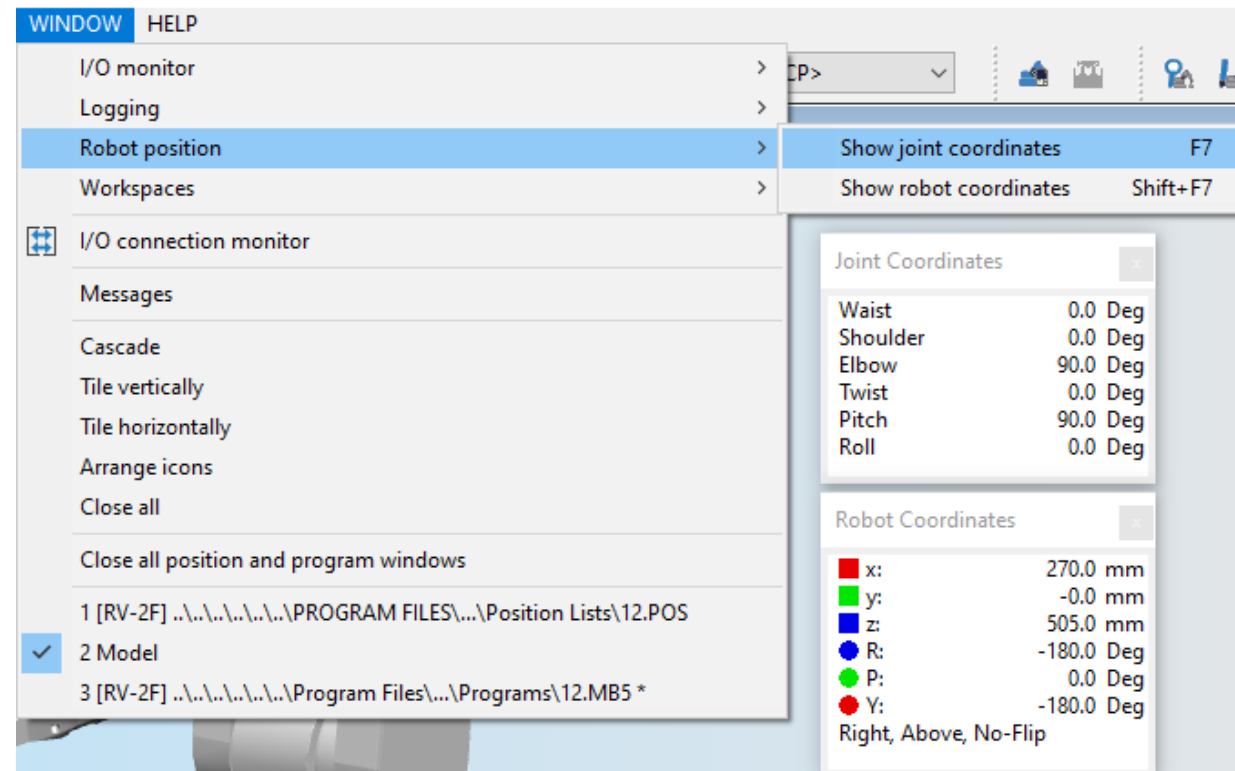 WINDOW HELP
I/O monitor
CP>
Logging
Robot position
Show joint coordinates F7
Workspaces
Show robot coordinates Shift+F7
I/O connection monitor
Messages
Cascade
Tile vertically
Tile horizontally
Arrange icons
Close all
Close all position and program windows
1 [RV-2F] ..\..\..\..\..\..\PROGRAM FILES\...\Position Lists\12.POS
2 Model
3 [RV-2F] ..\..\..\..\..\..\Program Files\...\Programs\12.MB5 *
Joint Coordinates x
Waist 0.0 Deg
Shoulder 0.0 Deg
Elbow 90.0 Deg
Twist 0.0 Deg
Pitch 90.0 Deg
Roll 0.0 Deg
Robot Coordinates x
x: 270.0 mm
y: -0.0 mm
z: 505.0 mm
R: -180.0 Deg
P: 0.0 Deg
Y: -180.0 Deg
Right, Above, No-Flip